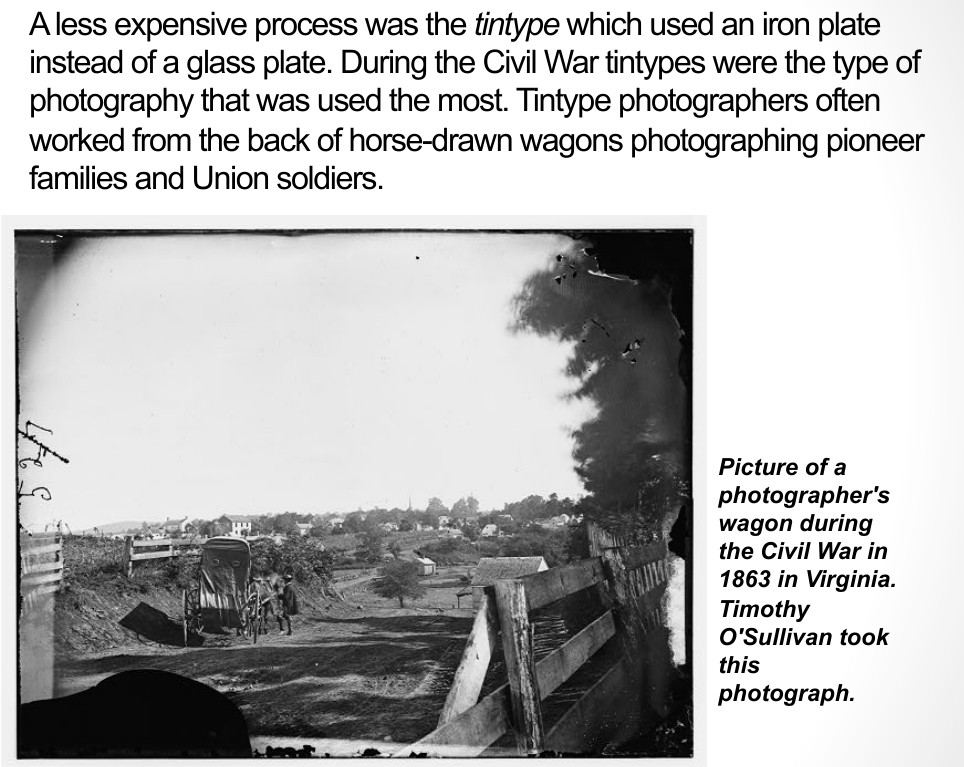 A less expensive process was the tintype which used an iron plate
instead of a glass plate. During the Civil War tintypes were the type of
photography that was used the most. Tintype photographers often
worked from the back of horse-drawn wagons photographing pioneer
families and Union soldiers.
Picture of a
photographer's
wagon during
the Civil War in
1863 in Virginia.
Timothy
O'Sullivan took
this
photograph.